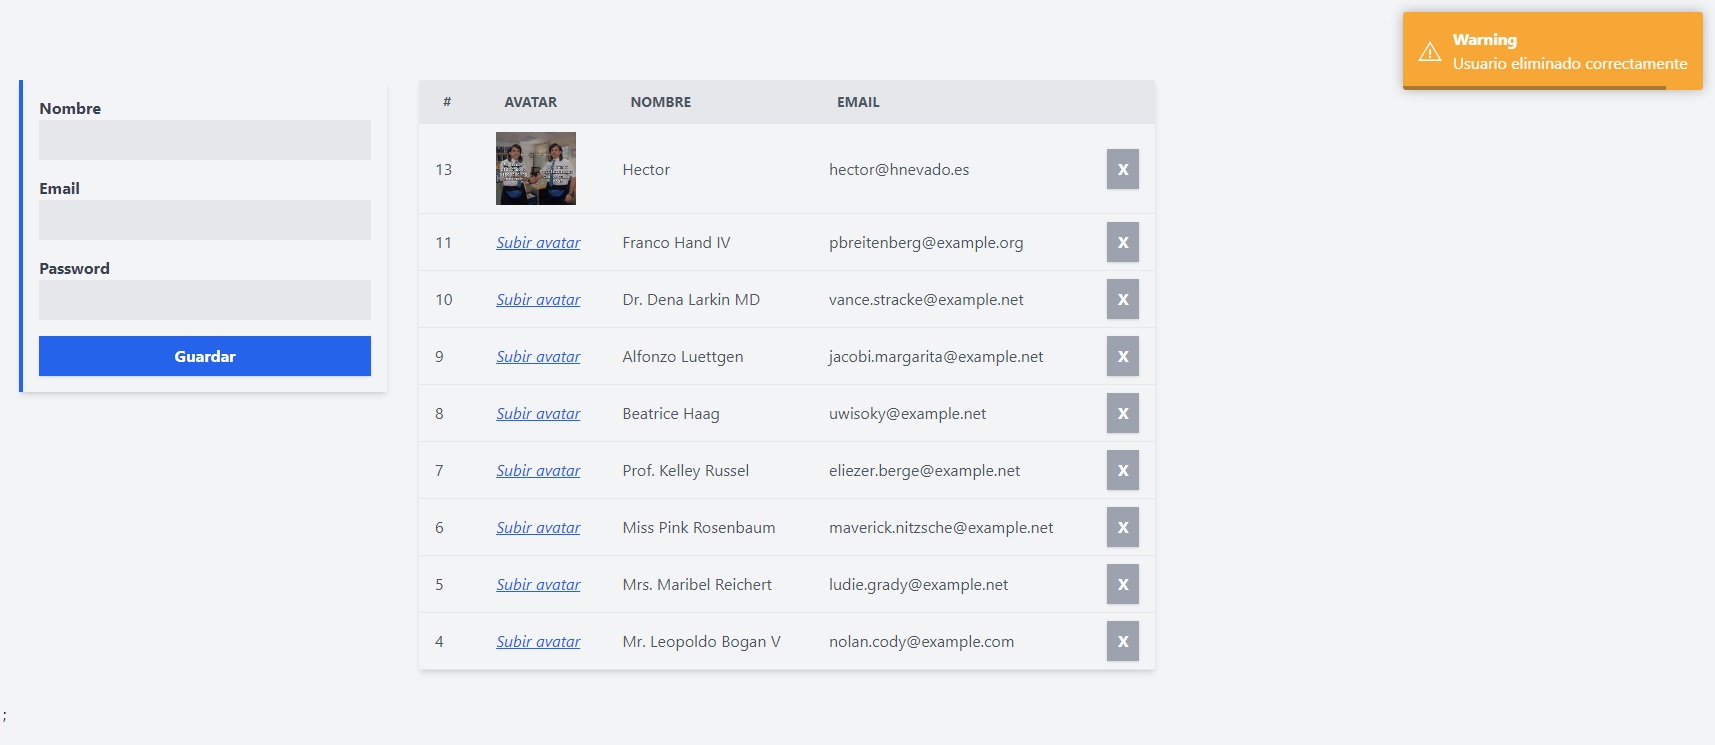 Warning
Usuario eliminado correctamente
Nombre
Email
Password
Guardar
# AVATAR NOMBRE EMAIL
13 Hector hector@hnevado.es X
11 Subir avatar Franco Hand IV pbreitenberg@example.org X
10 Subir avatar Dr. Dena Larkin MD vance.stracke@example.net X
9 Subir avatar Alfonzo Luettgen jacobi.margarita@example.net X
8 Subir avatar Beatrice Haag uwisoky@example.net X
7 Subir avatar Prof. Kelley Russel eliezer.berge@example.net X
6 Subir avatar Miss Pink Rosenbaum maverick.nitzsche@example.net X
5 Subir avatar Mrs. Maribel Reichert ludie.grady@example.net X
4 Subir avatar Mr. Leopoldo Bogan V nolan.cody@example.com X
;